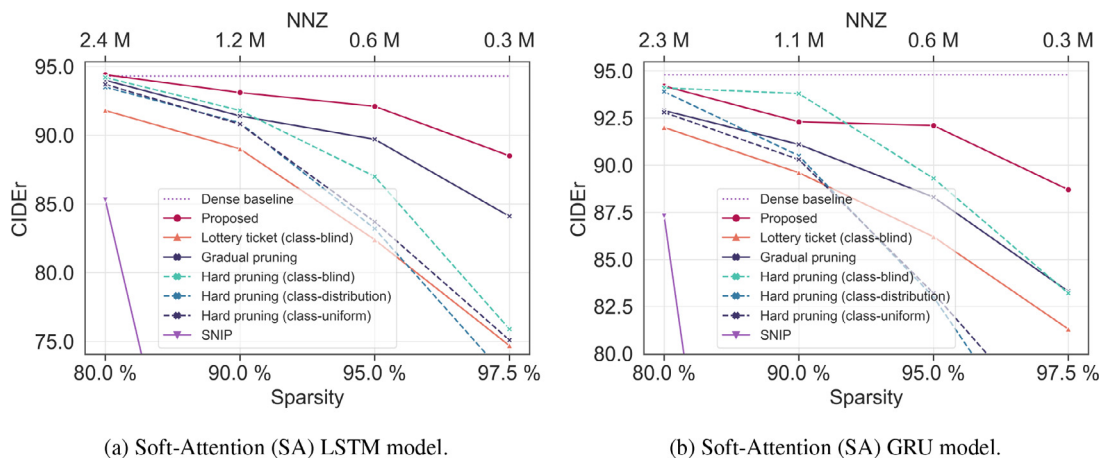 NNZ
2.4 M 1.2 M 0.6 M 0.3 M
95.0
90.0
85.0
80.0
75.0
CIDEr
Dense baseline
Proposed
Lottery ticket (class-blind)
Gradual pruning
Hard pruning (class-blind)
Hard pruning (class-distribution)
Hard pruning (class-uniform)
SNIP
80.0 % 90.0 % 95.0 % 97.5 %
Sparsity
(a) Soft-Attention (SA) LSTM model.
NNZ
2.3 M 1.1 M 0.6 M 0.3 M
95.0
92.5
90.0
87.5
85.0
82.5
80.0
CIDEr
Dense baseline
Proposed
Lottery ticket (class-blind)
Gradual pruning
Hard pruning (class-blind)
Hard pruning (class-distribution)
Hard pruning (class-uniform)
SNIP
80.0 % 90.0 % 95.0 % 97.5 %
Sparsity
(b) Soft-Attention (SA) GRU model.